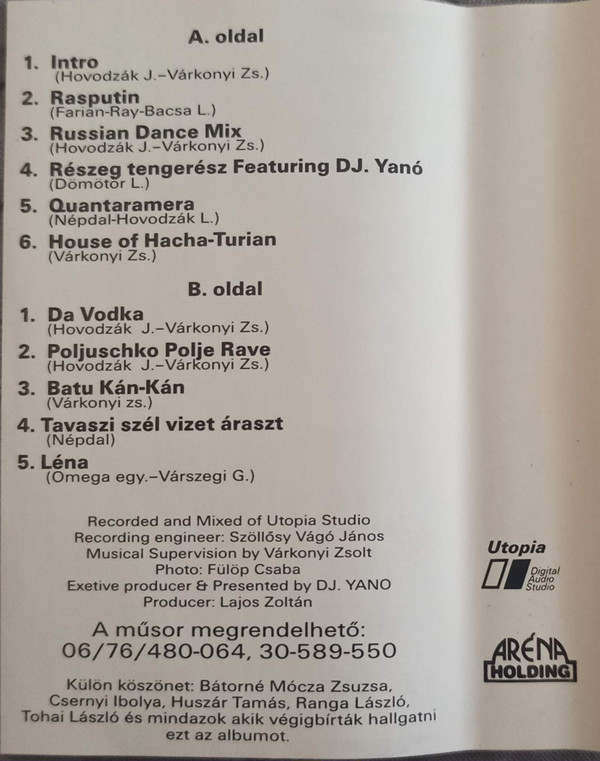 A. oldal
1. Intro
(Hovodzák J.-Várkonyi Zs.)
2. Rasputin
(Farian-Ray-Bacsa L.)
3. Russian Dance Mix
(Hovodzák J.-Várkonyi Zs.)
4. Részeg tengerész Featuring DJ. Yanó
(Dömötör L.)
5. Quantaramera
(Népdal-Hovodzák L.)
6. House of Hacha-Turian
(Várkonyi Zs.)
B. oldal
1. Da Vodka
(Hovodzák J.-Várkonyi Zs.)
2. Poljuschko Polje Rave
(Hovodzák J.-Várkonyi Zs.)
3. Batu Kán-Kán
(Várkonyi zs.)
4. Tavaszi szél vizet áraszt
(Népdal)
5. Léna
(Omega egy.-Várszegi G.)
Recorded and Mixed of Utopia Studio
Recording engineer: Szöllősy Vágó János
Musical Supervision by Várkonyi Zsolt
Photo: Fülöp Csaba
Exetive producer & Presented by DJ. YANO
Producer: Lajos Zoltán
A műsor megrendelhető:
06/76/480-064, 30-589-550
Külön köszönet: Bátorné Mócza Zsuzsa,
Csernyi Ibolya, Huszár Tamás, Ranga László,
Tohai László és mindazok akik végigbírták hallgatni
ezt az albumot.
Utopia
Digital
Audio
Studio
ARÉNA
HOLDING